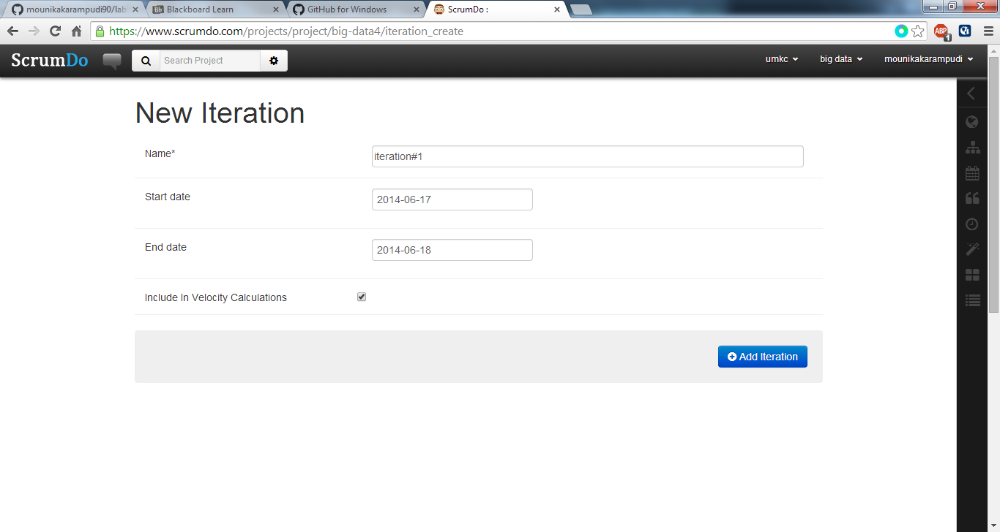 mounikakarampudi90/lab
Blackboard Learn
GitHub for Windows
ScrumDo :
https://www.scrumdo.com/projects/project/big-data4/iteration_create
ABP
1
ScrumDo
Search Project
umkc
big data
mounikakarampudi
New Iteration
Name*
iteration#1
Start date
2014-06-17
End date
2014-06-18
Include In Velocity Calculations
Add Iteration